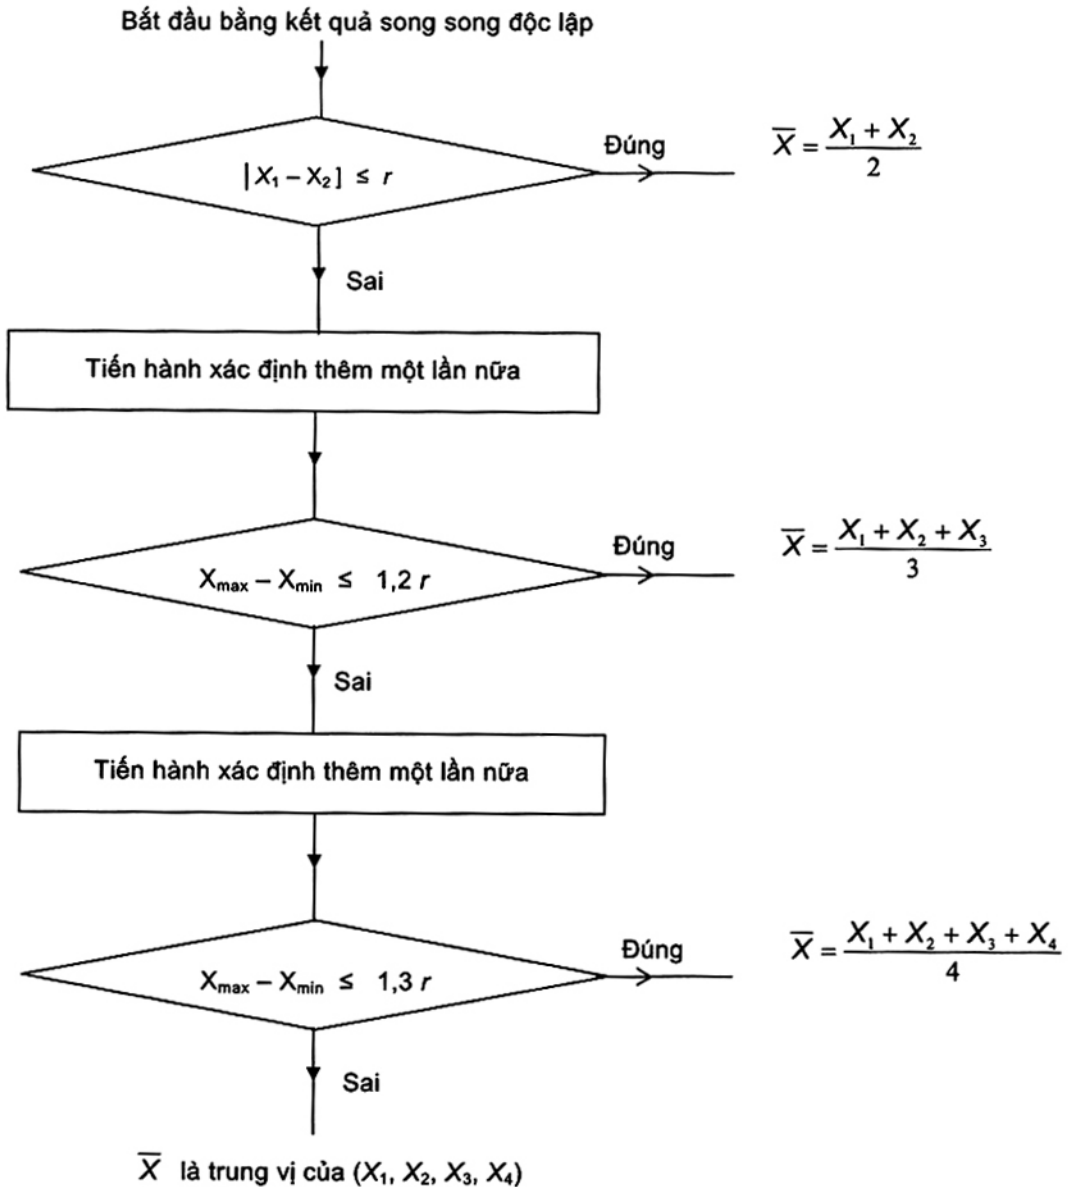 Bắt đầu bằng kết quả song song độc lập
|X₁ – X₂] ≤ r
Đúng
X̅ = (X₁ + X₂) / 2
Sai
Tiến hành xác định thêm một lần nữa
Xmax – Xmin ≤ 1,2 r
Đúng
X̅ = (X₁ + X₂ + X₃) / 3
Sai
Tiến hành xác định thêm một lần nữa
Xmax – Xmin ≤ 1,3 r
Đúng
X̅ = (X₁ + X₂ + X₃ + X₄) / 4
Sai
X̅ là trung vị của (X₁, X₂, X₃, X₄)